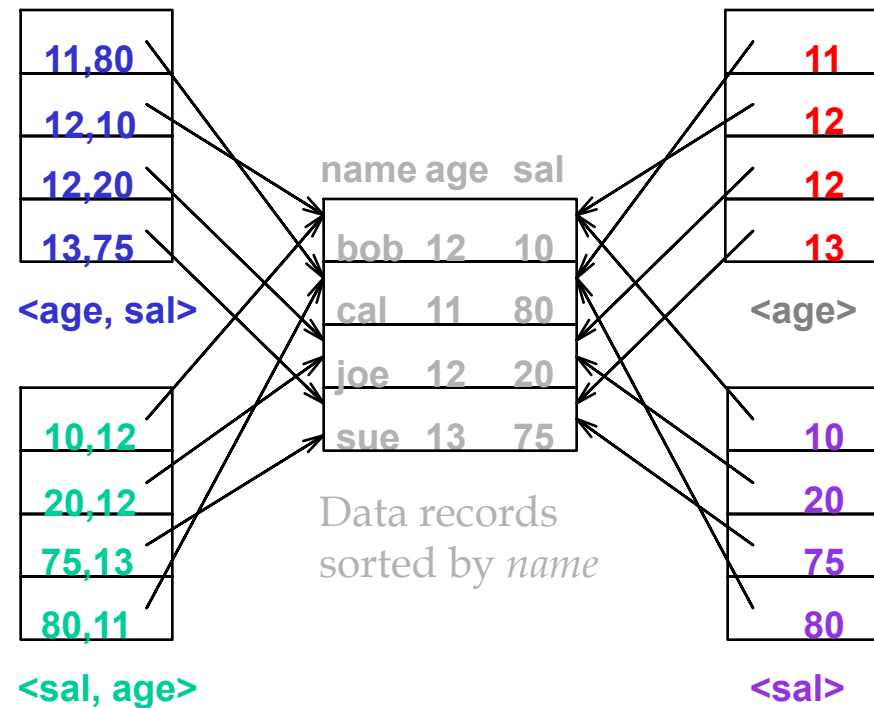 11,80
12,10
12,20
13,75
<age, sal>
10,12
20,12
75,13
80,11
<sal, age>
name age sal
bob 12 10
cal 11 80
joe 12 20
sue 13 75
Data records
sorted by name
11
12
12
13
<age>
10
20
75
80
<sal>